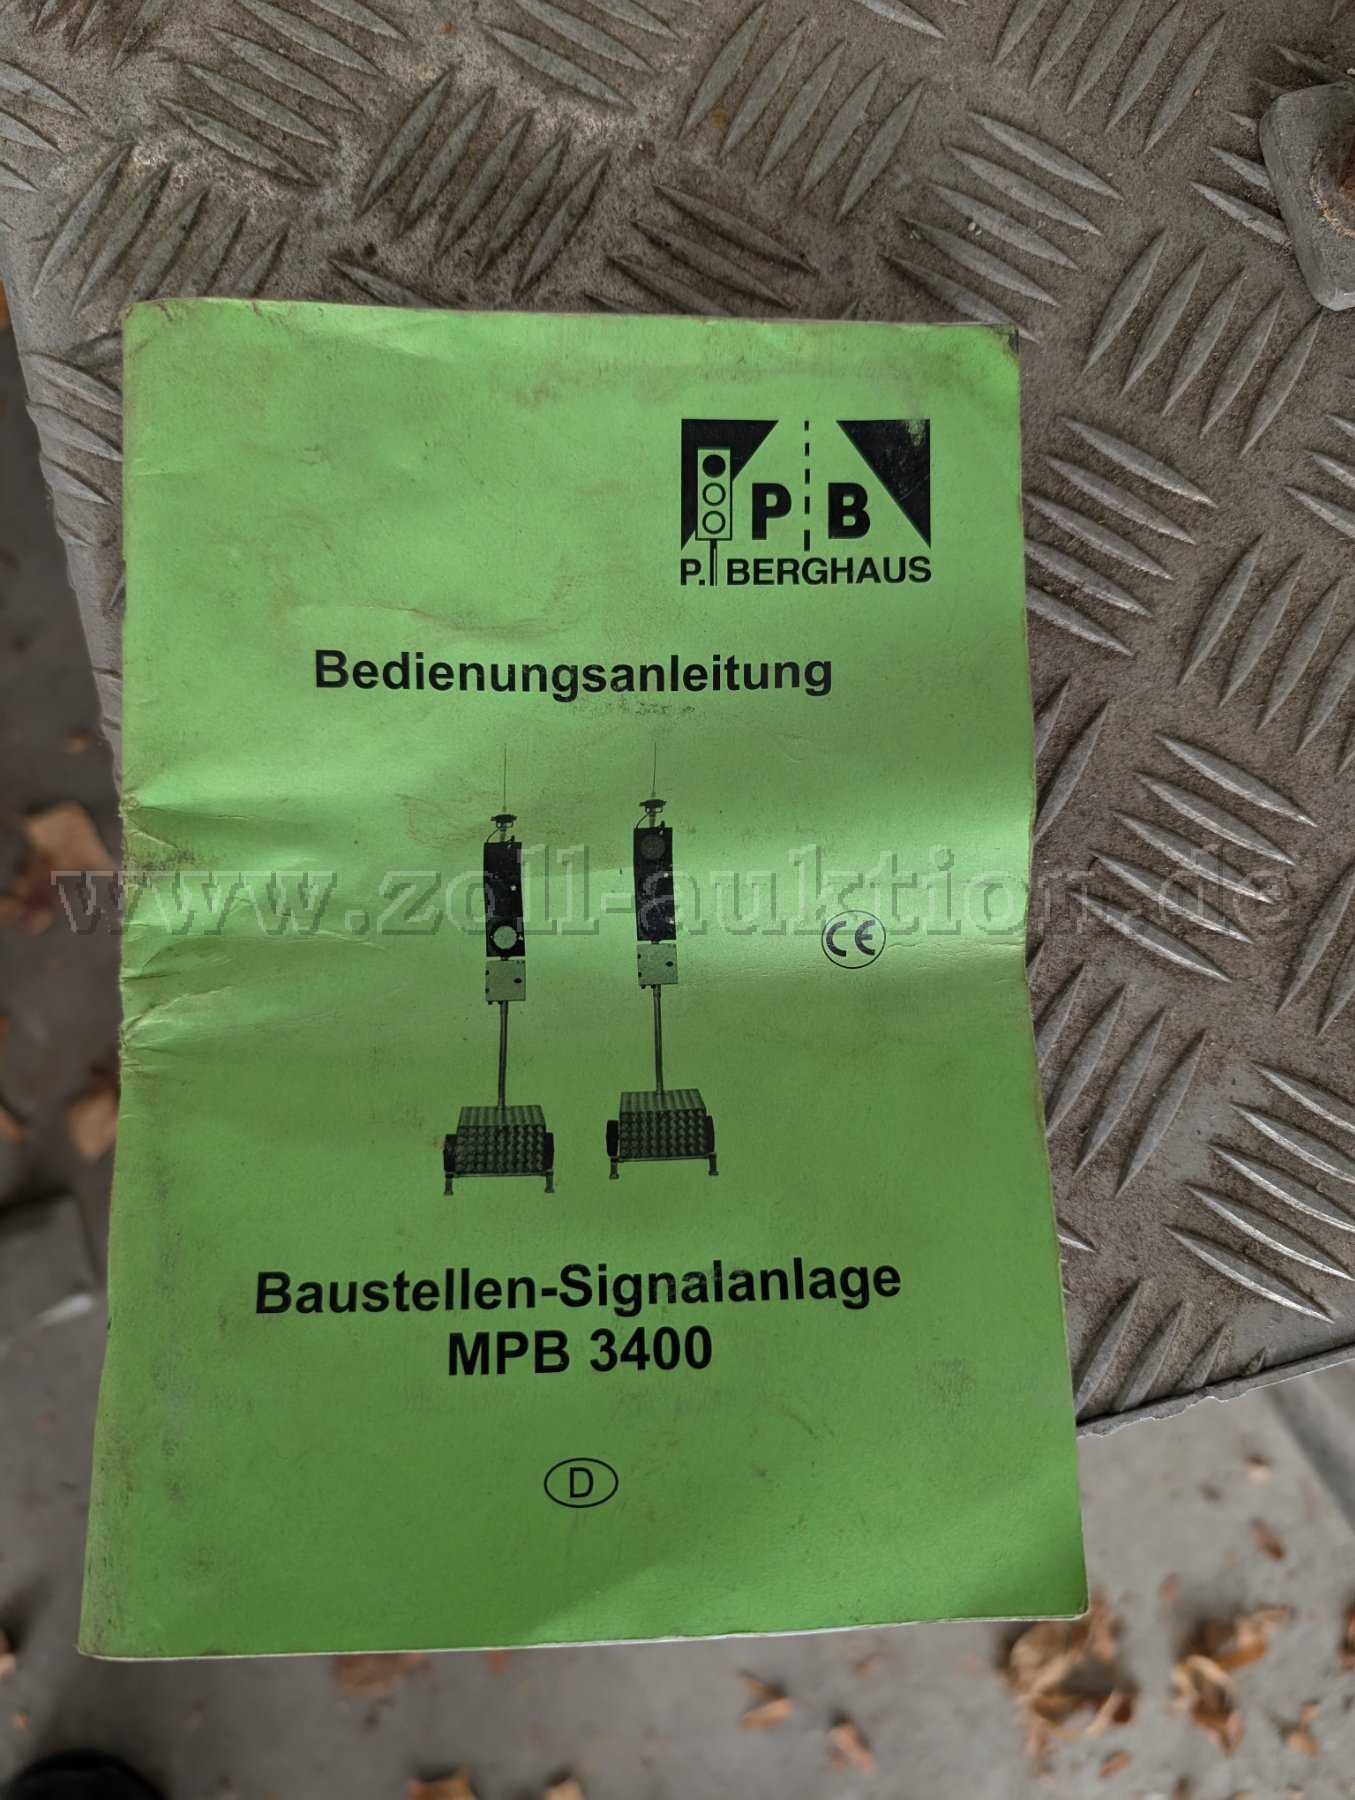 P B
P. BERGHAUS
Bedienungsanleitung
www.zoll-auktion.de
CE
Baustellen-Signalanlage
MPB 3400
D